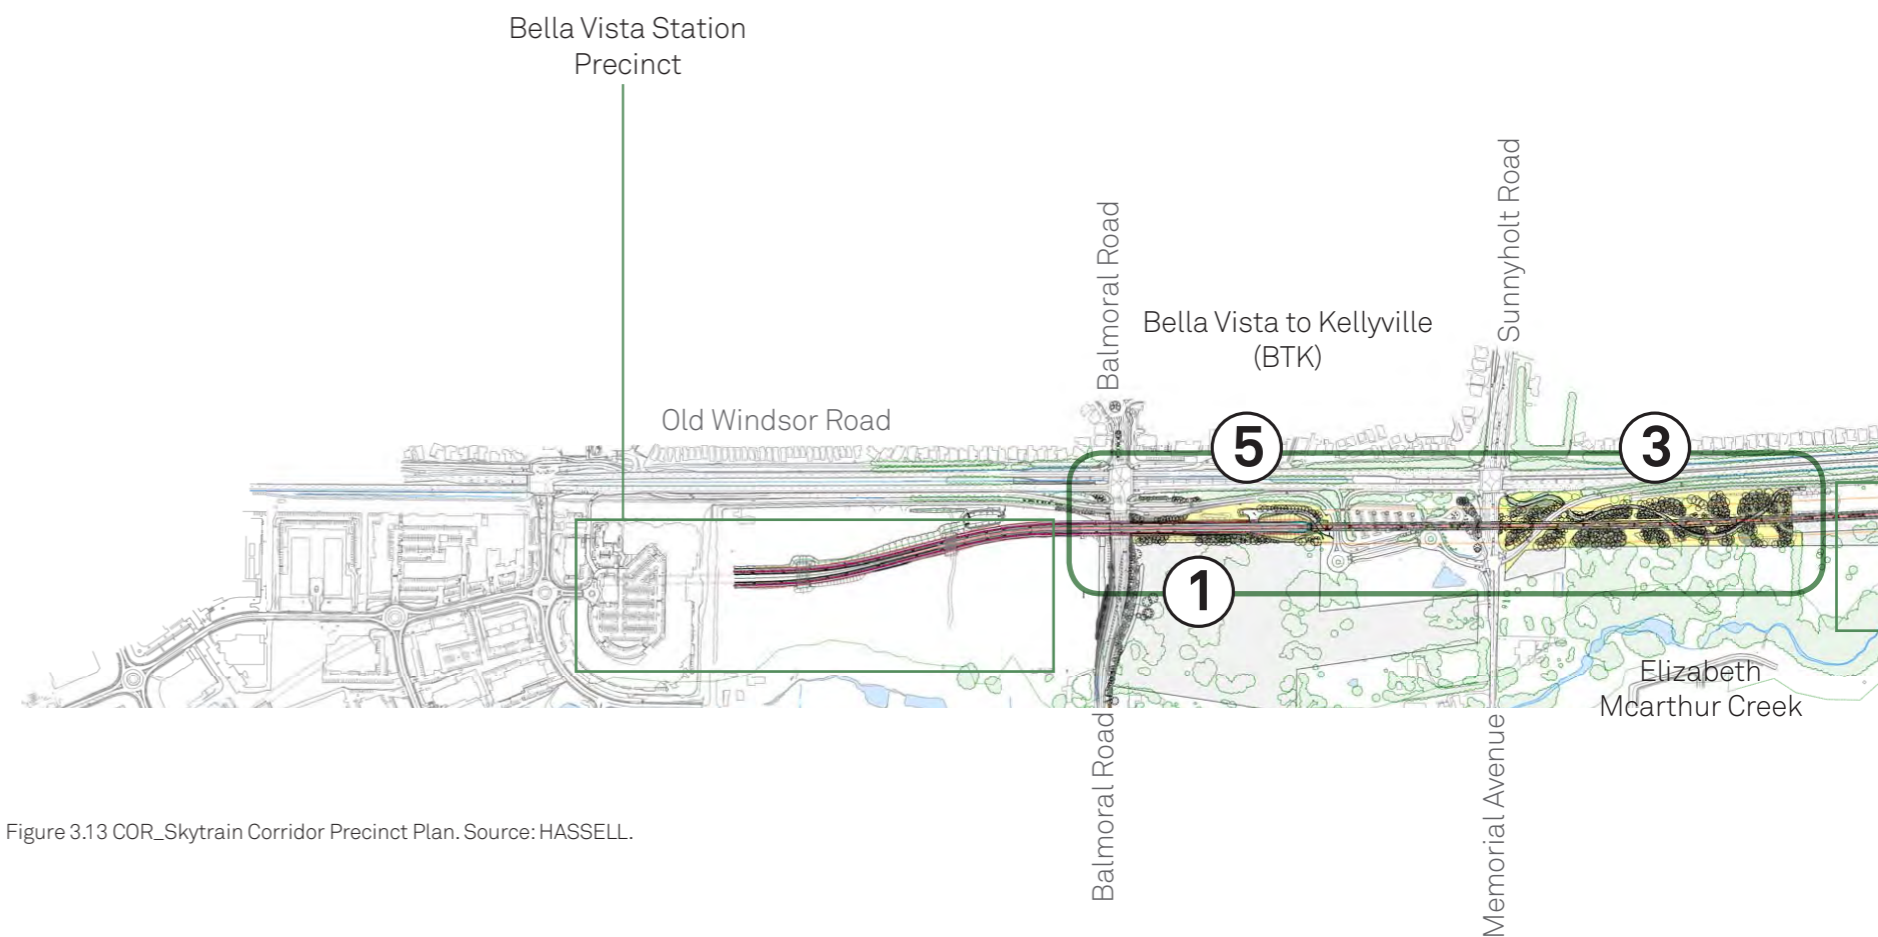 Bella Vista Station
Precinct
Sunnyholt Road
Balmoral Road
Bella Vista to Kellyville
(BTK)
Old Windsor Road
5
3
1
Elizabeth
Mcarthur Creek
Balmoral Road
Memorial Avenue
Figure 3.13 COR_Skytrain Corridor Precinct Plan. Source: HASSELL.